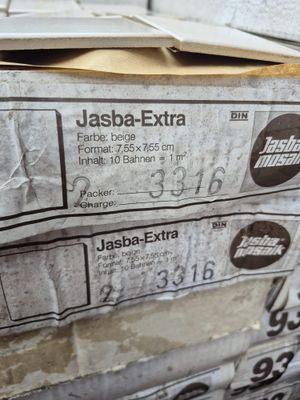 Jasba-Extra
DIN
Farbe: beige
Format: 7,55 x 7,55 cm
Inhalt: 10 Bahnen = 1 m²
Jasba
mosaik
Packer:
Charge:
2 3316
Jasba-Extra
DIN
Farbe: beige
Format: 7,55 x 7,55 cm
Inhalt: 10 Bahnen = 1 m²
Jasba
mosaik
2 3316
93
93